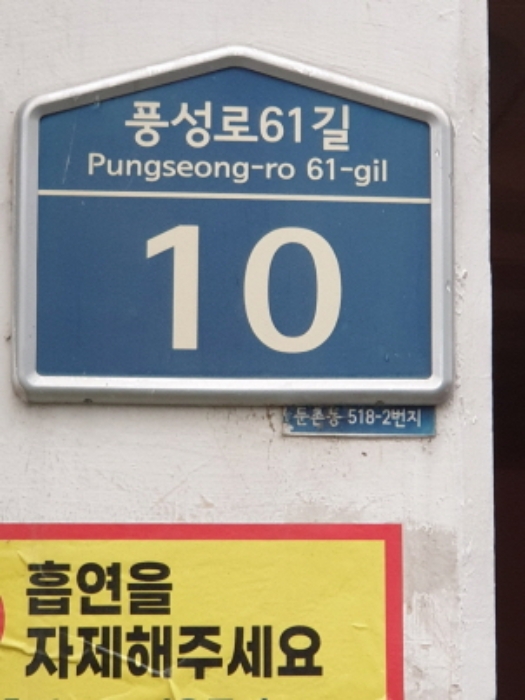 풍성로61길
Pungseong-ro 61-gil
10
둔촌동 518-2번지
흡연을
자제해주세요